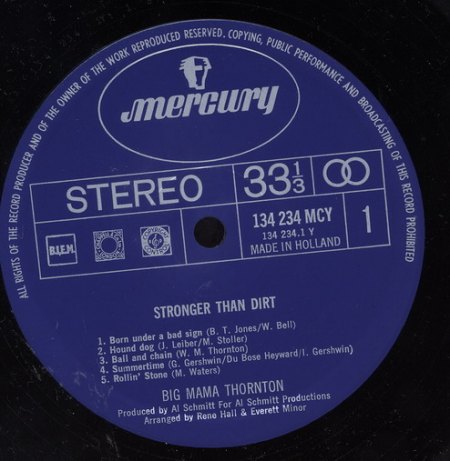 ALL RIGHTS OF THE RECORD PRODUCER AND OF THE OWNER OF THE WORK REPRODUCED RESERVED. COPYING, PUBLIC PERFORMANCE AND BROADCASTING OF THIS RECORD PROHIBITED
mercury
STEREO
33 1/3
B.I.E.M.
134 234 MCY
134 234.1 Y
MADE IN HOLLAND
1
STRONGER THAN DIRT
1. Born under a bad sign (B. T. Jones/W. Bell)
2. Hound dog (J. Leiber/M. Stoller)
3. Ball and chain (W. M. Thornton)
4. Summertime (G. Gershwin/Du Bose Heyward/I. Gershwin)
5. Rollin' Stone (M. Waters)
BIG MAMA THORNTON
Produced by Al Schmitt For Al Schmitt Productions
Arranged by Rene Hall & Everett Minor